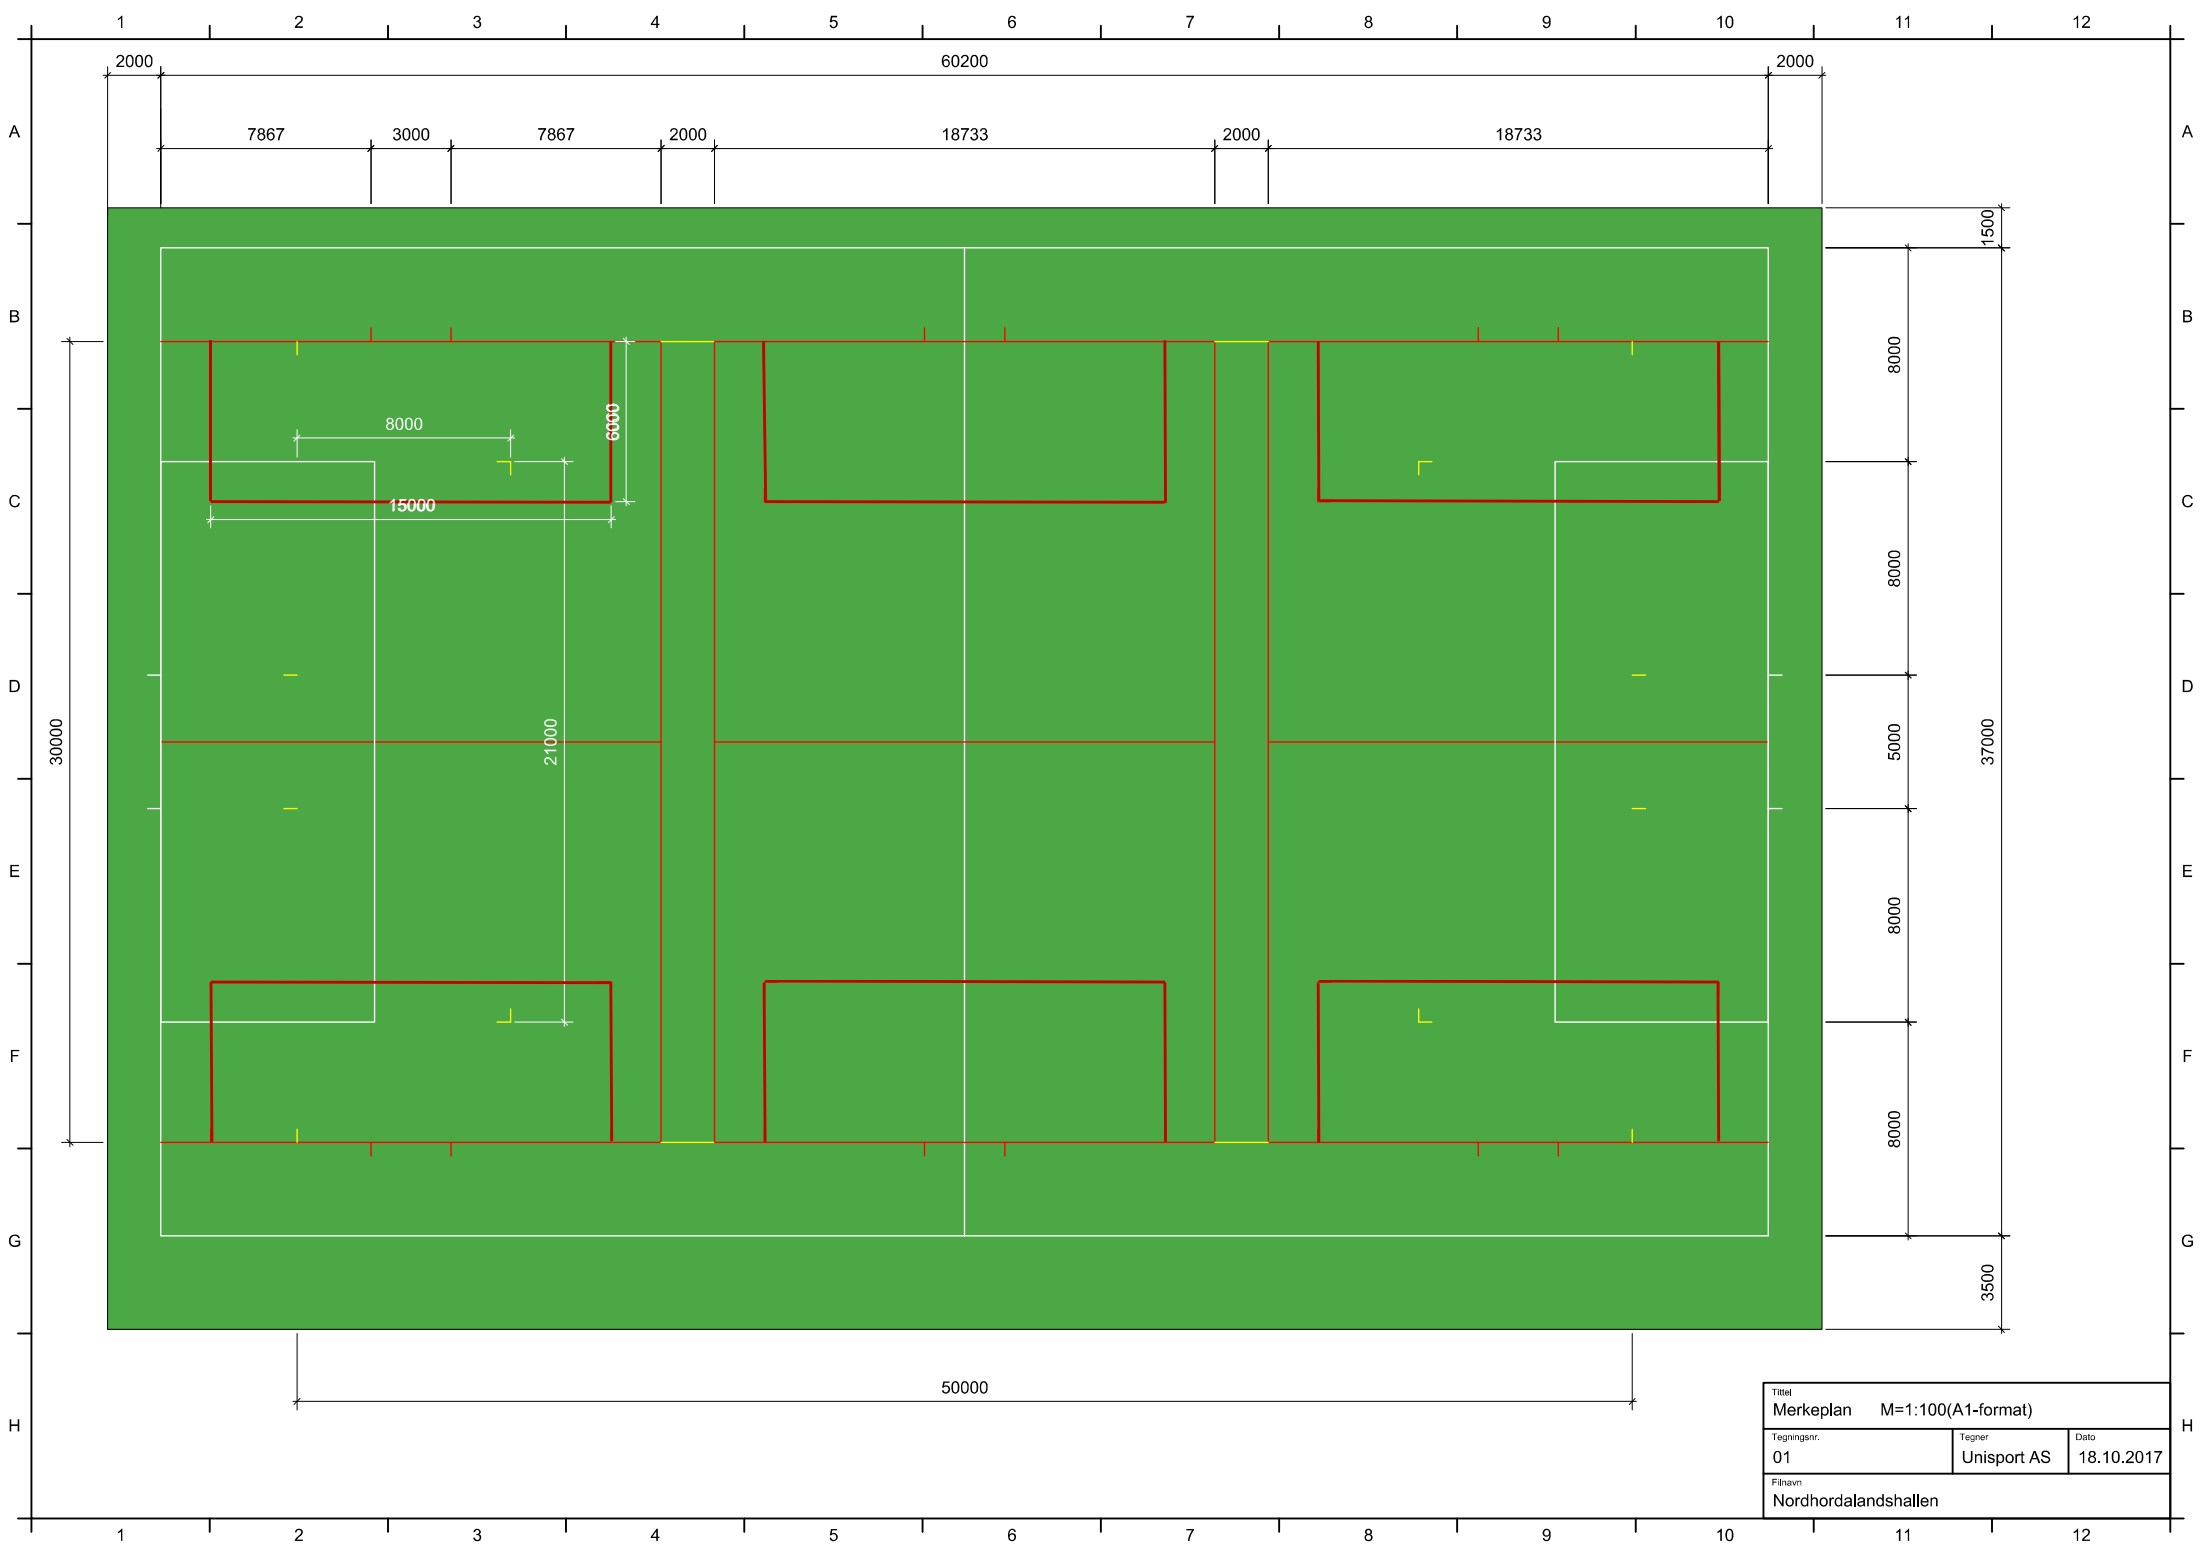 1 2 3 4 5 6 7 8 9 10 11 12
2000 60200 2000
A 7867 3000 7867 2000 18733 2000 18733 A
1500
B B
8000
8000
6000
C 15000 C
8000
D D
30000 21000 5000 37000
E E
8000
F F
8000
G G
3500
50000
H H
Tittel
Merkeplan M=1:100(A1-format)
Tegningsnr. Tegner Dato
01 Unisport AS 18.10.2017
Filnavn
Nordhordalandshallen
1 2 3 4 5 6 7 8 9 10 11 12